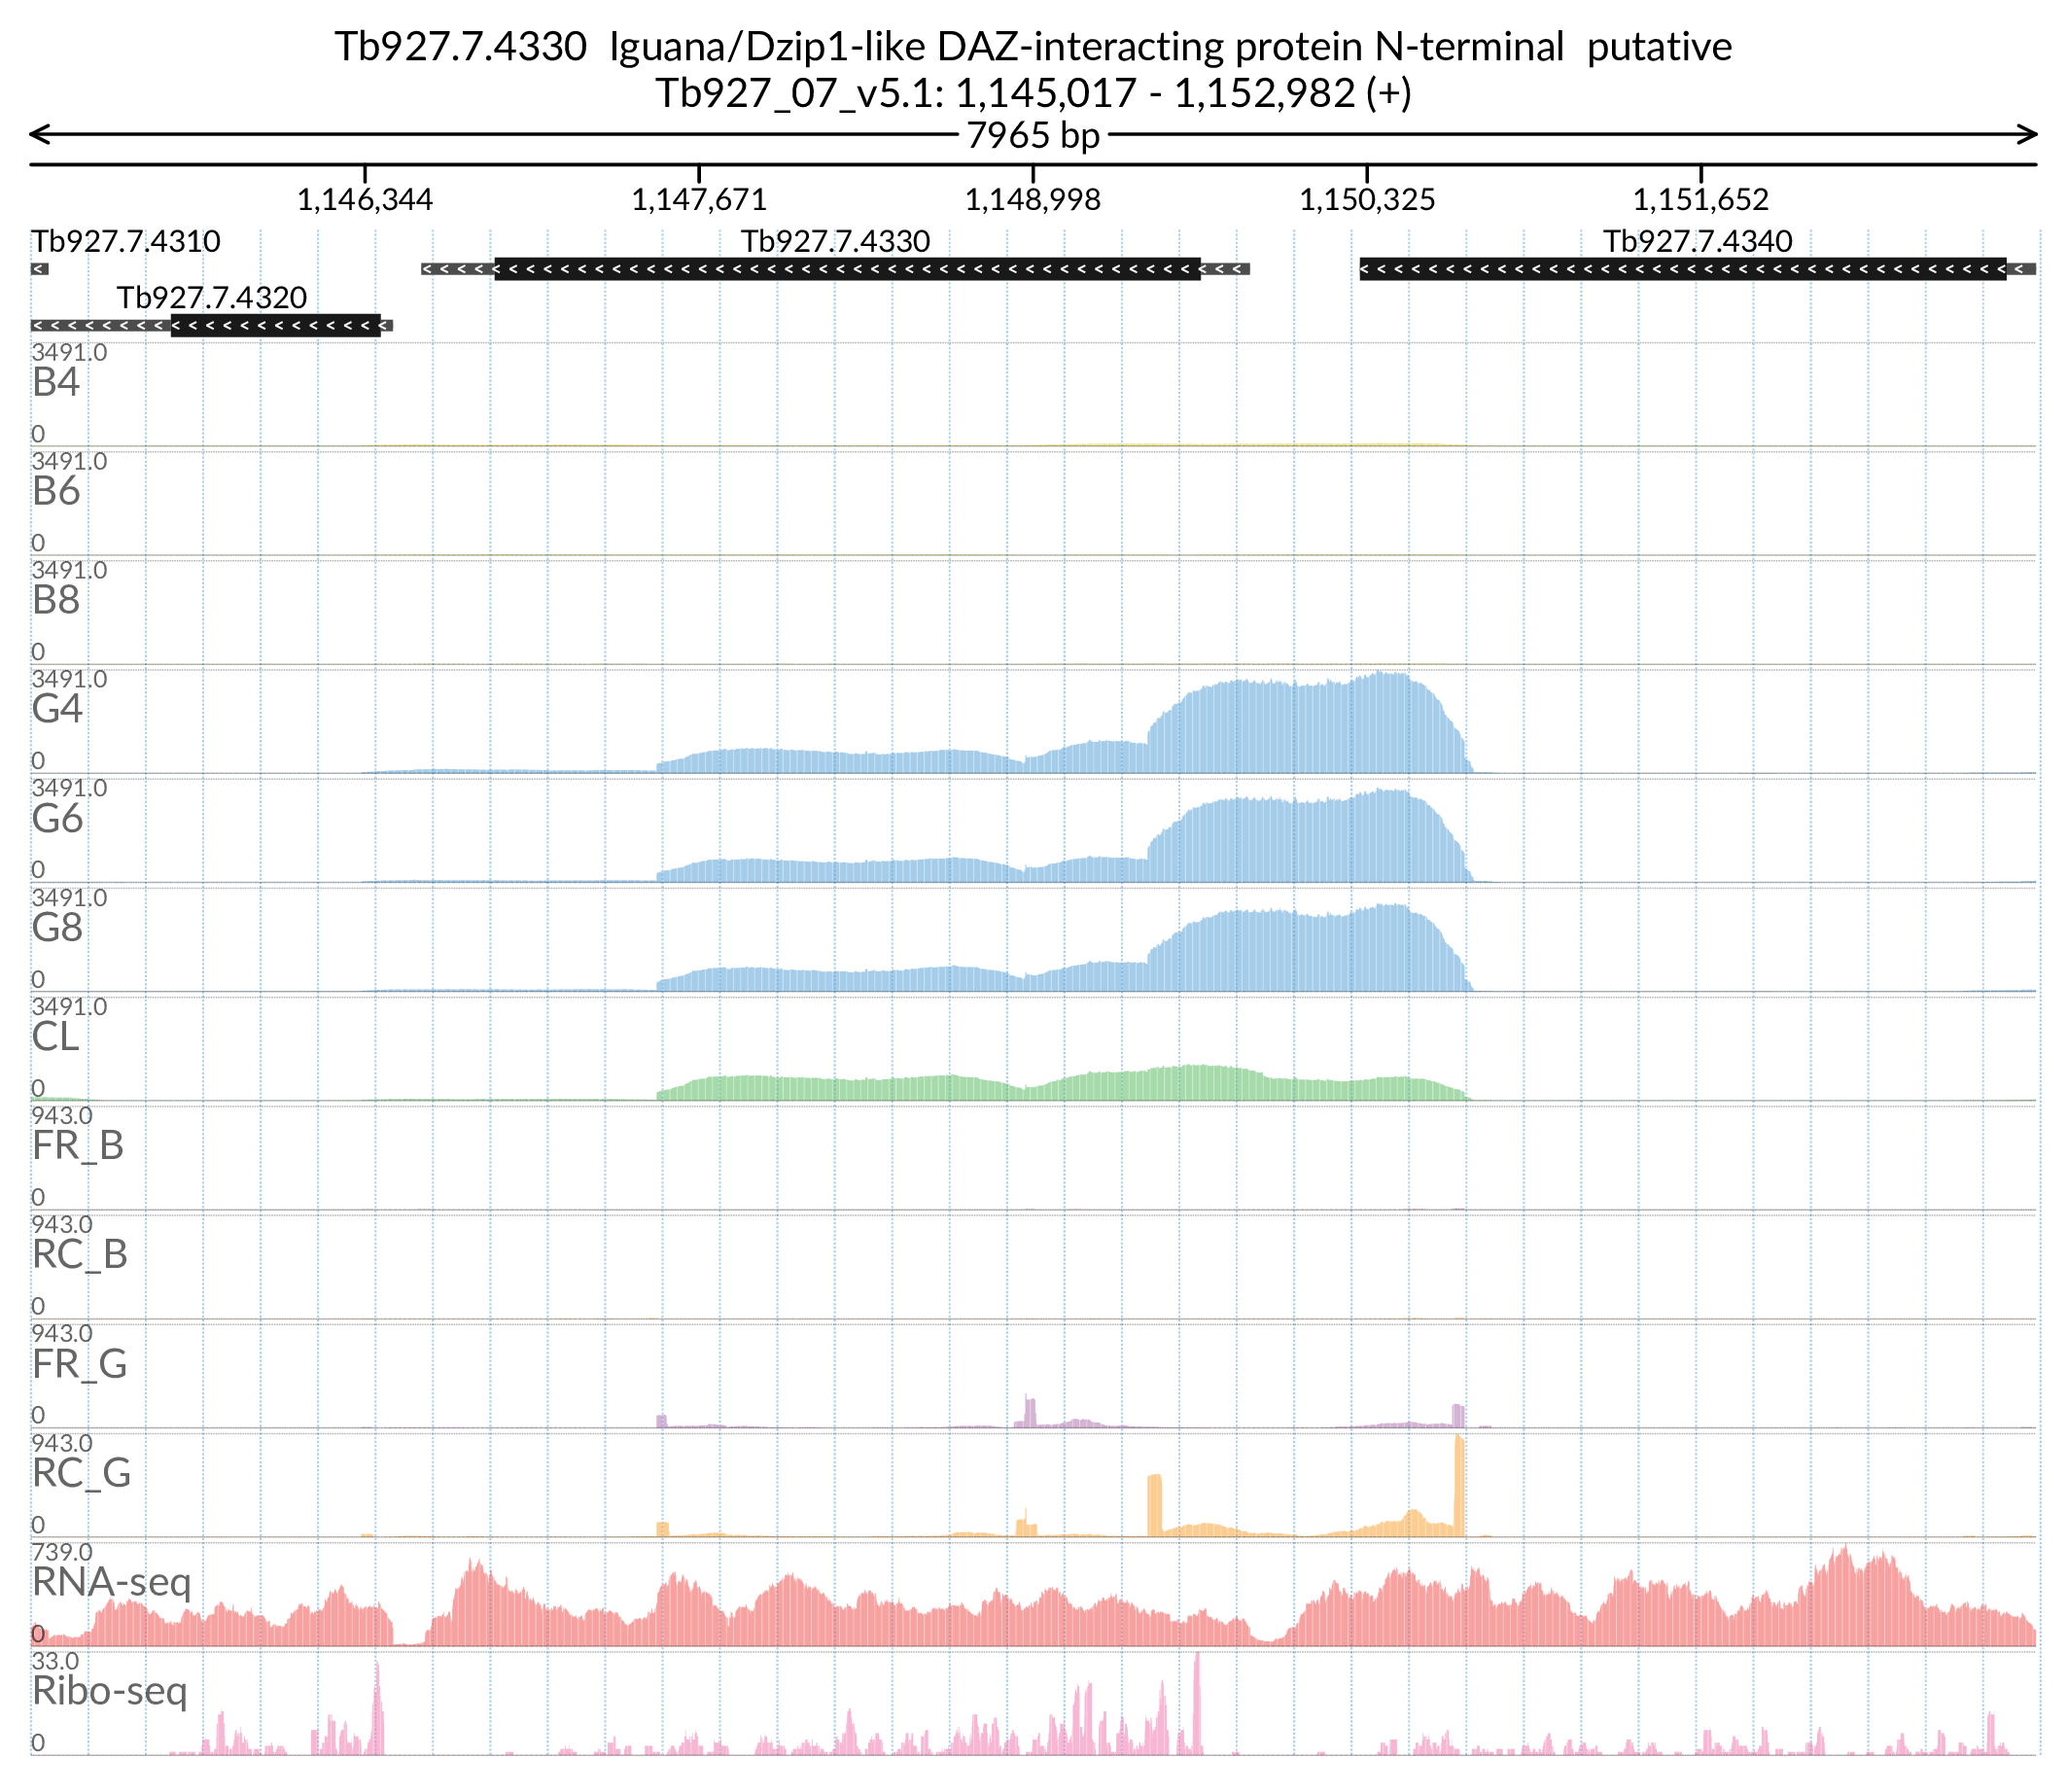 Tb927.7.4330  Iguana/Dzip1-like DAZ-interacting protein N-terminal  putative
Tb927_07_v5.1: 1,145,017 - 1,152,982 (+)
7965 bp
1,146,344 1,147,671 1,148,998 1,150,325 1,151,652
Tb927.7.4310 Tb927.7.4330 Tb927.7.4340
Tb927.7.4320
3491.0
B4
0
3491.0
B6
0
3491.0
B8
0
3491.0
G4
0
3491.0
G6
0
3491.0
G8
0
3491.0
CL
0
943.0
FR_B
0
943.0
RC_B
0
943.0
FR_G
0
943.0
RC_G
0
739.0
RNA-seq
0
33.0
Ribo-seq
0